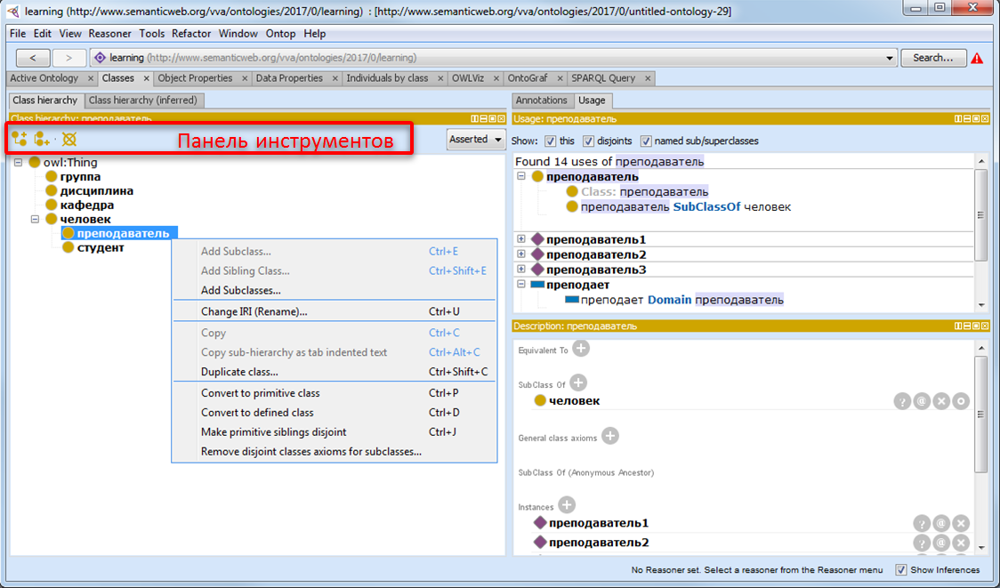 learning (http://www.semanticweb.org/vva/ontologies/2017/0/learning) : [http://www.semanticweb.org/vva/ontologies/2017/0/untitled-ontology-29]
File Edit View Reasoner Tools Refactor Window Ontop Help
< > learning (http://www.semanticweb.org/vva/ontologies/2017/0/learning) Search...
Active Ontology × Classes × Object Properties × Data Properties × Individuals by class × OWLViz × OntoGraf × SPARQL Query ×
Class hierarchy Class hierarchy (inferred)
Class hierarchy: преподаватель
Панель инструментов
Asserted
owl:Thing
группа
дисциплина
кафедра
человек
преподаватель
студент
Add Subclass... Ctrl+E
Add Sibling Class... Ctrl+Shift+E
Add Subclasses...
Change IRI (Rename)... Ctrl+U
Copy Ctrl+C
Copy sub-hierarchy as tab indented text Ctrl+Alt+C
Duplicate class... Ctrl+Shift+C
Convert to primitive class Ctrl+P
Convert to defined class Ctrl+D
Make primitive siblings disjoint Ctrl+J
Remove disjoint classes axioms for subclasses...
Annotations Usage
Usage: преподаватель
Show: this disjoints named sub/superclasses
Found 14 uses of преподаватель
преподаватель
Class: преподаватель
преподаватель SubClassOf человек
преподаватель1
преподаватель2
преподаватель3
преподает
преподает Domain преподаватель
Description: преподаватель
Equivalent To
SubClass Of
человек
General class axioms
SubClass Of (Anonymous Ancestor)
Instances
преподаватель1
преподаватель2
No Reasoner set. Select a reasoner from the Reasoner menu Show Inferences